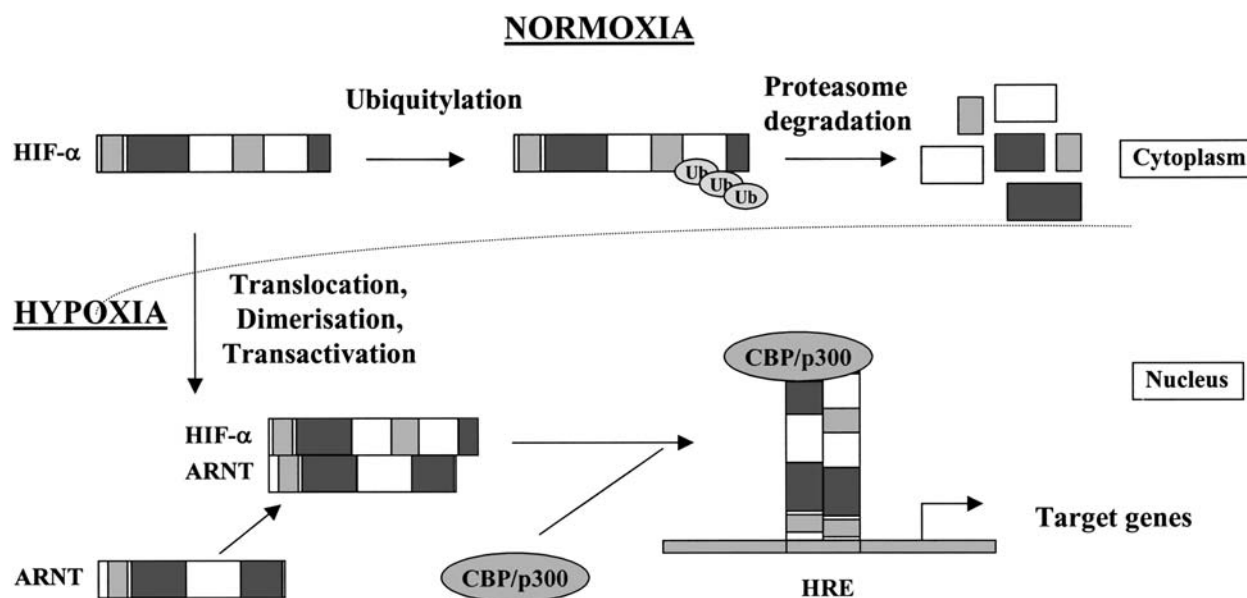 NORMOXIA
Ubiquitylation
Proteasome
degradation
HIF-α
Ub
Ub
Ub
Cytoplasm
HYPOXIA
Translocation,
Dimerisation,
Transactivation
CBP/p300
Nucleus
HIF-α
ARNT
Target genes
ARNT
CBP/p300
HRE